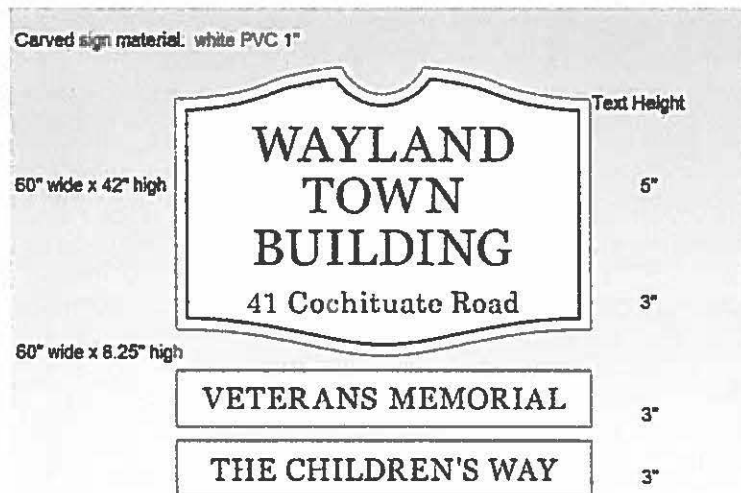 Carved sign material: white PVC 1"
Text Height
WAYLAND
60" wide x 42" high
TOWN
5"
BUILDING
41 Cochituate Road
3"
60" wide x 8.25" high
VETERANS MEMORIAL
3"
THE CHILDREN'S WAY
3"